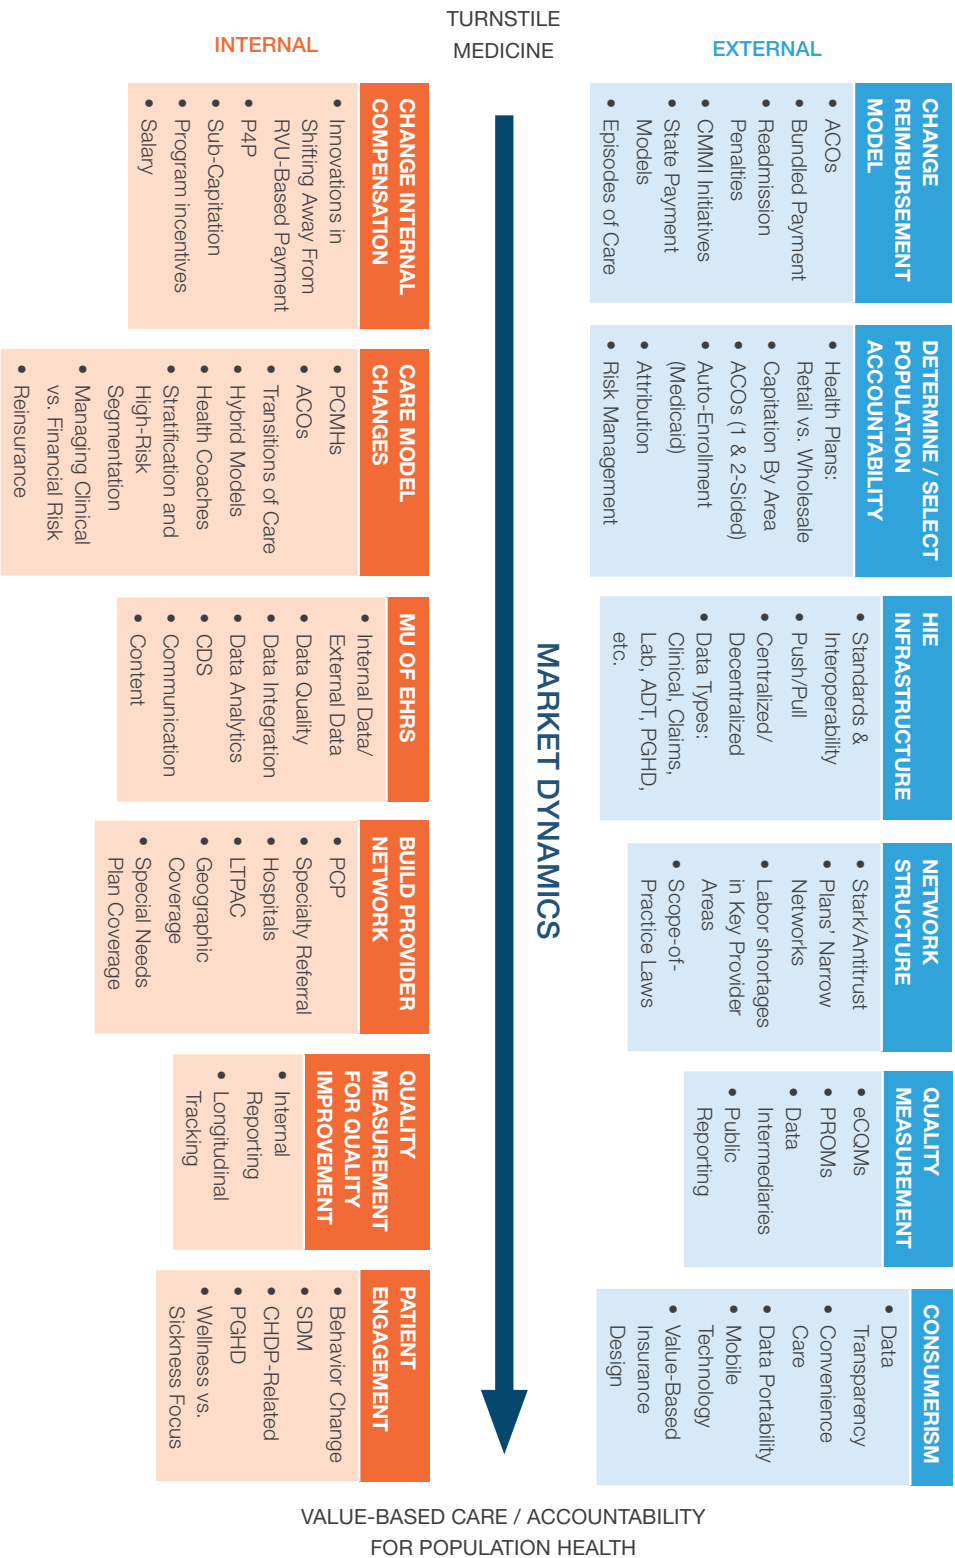 TURNSTILE
MEDICINE
EXTERNAL
CHANGE
REIMBURSEMENT
MODEL
• ACOs
• Bundled Payment
• Readmission
Penalties
• CMMI Initiatives
• State Payment
Models
• Episodes of Care
DETERMINE / SELECT
POPULATION
ACCOUNTABILITY
• Health Plans:
Retail vs. Wholesale
• Capitation By Area
• ACOs (1 & 2-Sided)
• Auto-Enrollment
(Medicaid)
• Attribution
• Risk Management
HIE
INFRASTRUCTURE
• Standards &
Interoperability
• Push/Pull
• Centralized/
Decentralized
• Data Types:
Clinical, Claims,
Lab, ADT, PGHD,
etc.
NETWORK
STRUCTURE
• Stark/Antitrust
• Plans' Narrow
Networks
• Labor shortages
in Key Provider
Areas
• Scope-of-
Practice Laws
QUALITY
MEASUREMENT
• eCQMs
• PROMs
• Data
Intermediaries
• Public
Reporting
CONSUMERISM
• Data
Transparency
• Convenience
Care
• Data Portability
• Mobile
Technology
• Value-Based
Insurance
Design
MARKET DYNAMICS
INTERNAL
CHANGE INTERNAL
COMPENSATION
• Innovations in
Shifting Away From
RVU-Based Payment
• P4P
• Sub-Capitation
• Program incentives
• Salary
CARE MODEL
CHANGES
• PCMHs
• ACOs
• Transitions of Care
• Hybrid Models
• Health Coaches
• Stratification and
High-Risk
Segmentation
• Managing Clinical
vs. Financial Risk
• Reinsurance
MU OF EHRS
• Internal Data/
External Data
• Data Quality
• Data Integration
• Data Analytics
• CDS
• Communication
• Content
BUILD PROVIDER
NETWORK
• PCP
• Specialty Referral
• Hospitals
• LTPAC
• Geographic
Coverage
• Special Needs
Plan Coverage
QUALITY
MEASUREMENT
FOR QUALITY
IMPROVEMENT
• Internal
Reporting
• Longitudinal
Tracking
PATIENT
ENGAGEMENT
• Behavior Change
• SDM
• CHDP-Related
• PGHD
• Wellness vs.
Sickness Focus
VALUE-BASED CARE / ACCOUNTABILITY
FOR POPULATION HEALTH